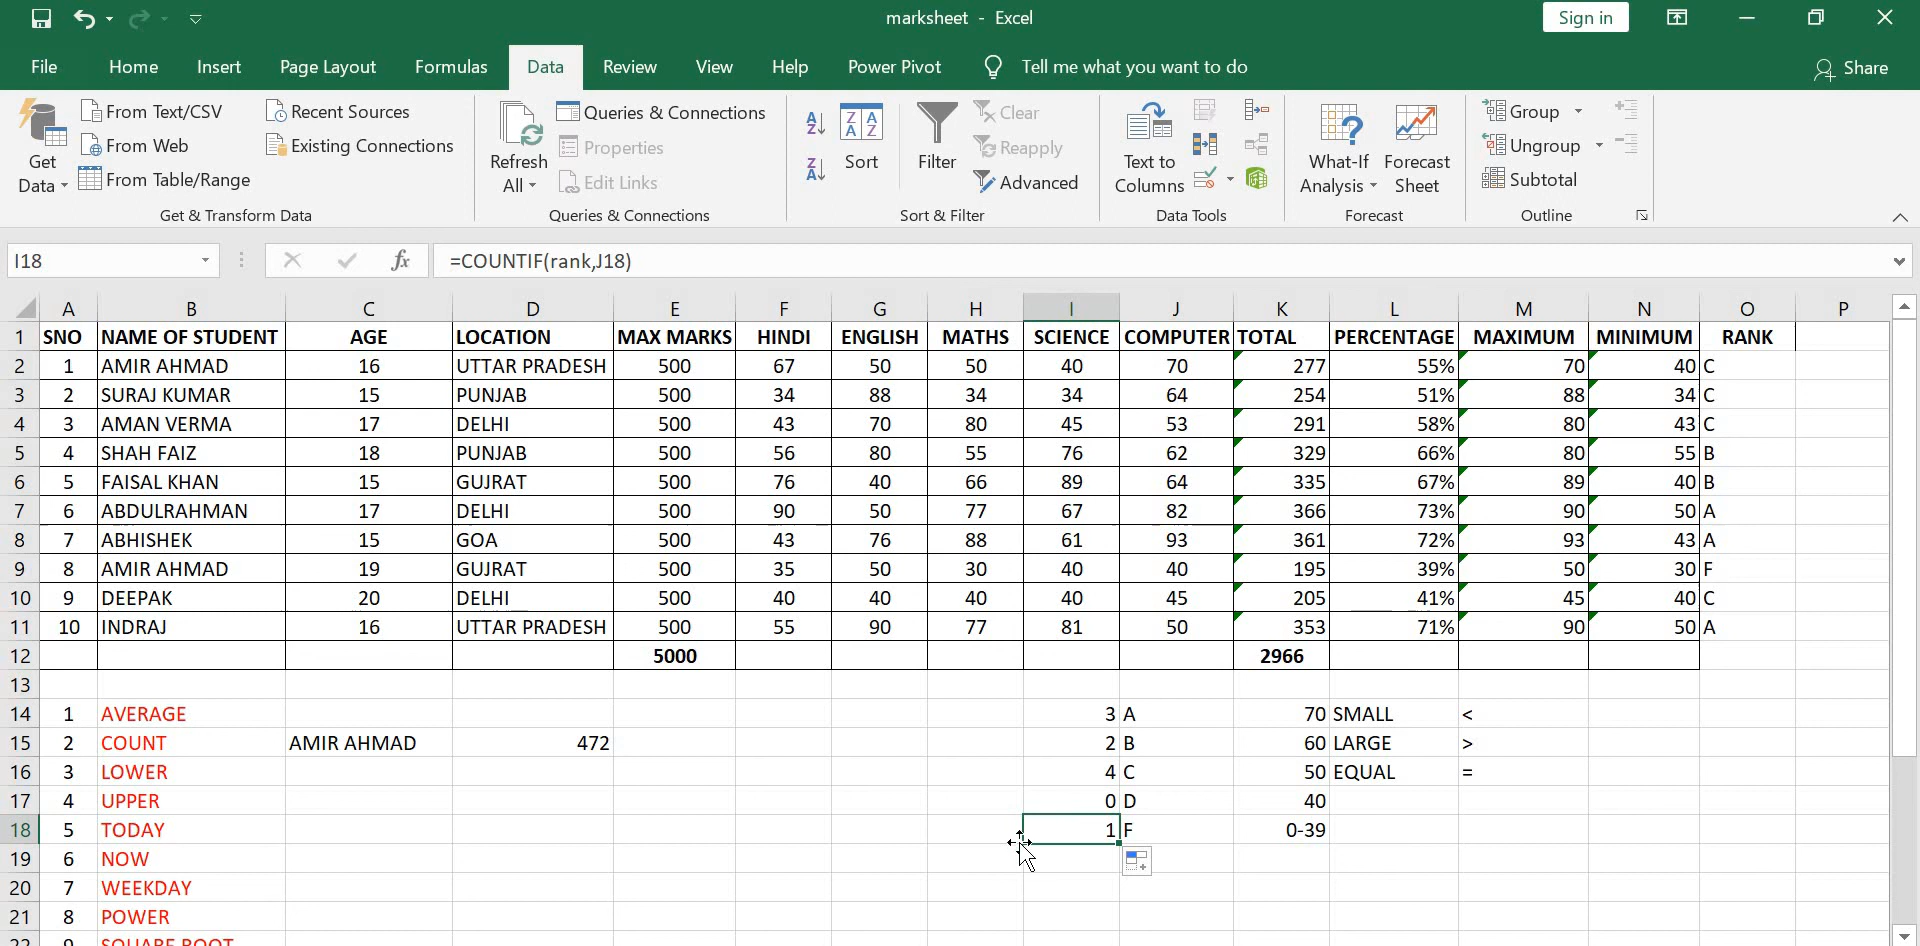 marksheet - Excel
Sign in
File Home Insert Page Layout Formulas Data Review View Help Power Pivot Tell me what you want to do Share
Get Data
From Text/CSV
From Web
From Table/Range
Recent Sources
Existing Connections
Get & Transform Data
Refresh All
Queries & Connections
Properties
Edit Links
Queries & Connections
Sort
Filter
Clear
Reapply
Advanced
Sort & Filter
Text to Columns
Data Tools
What-If Analysis
Forecast Sheet
Forecast
Group
Ungroup
Subtotal
Outline
I18 fx =COUNTIF(rank,J18)
A B C D E F G H I J K L M N O P
1 SNO NAME OF STUDENT AGE LOCATION MAX MARKS HINDI ENGLISH MATHS SCIENCE COMPUTER TOTAL PERCENTAGE MAXIMUM MINIMUM RANK
2 1 AMIR AHMAD 16 UTTAR PRADESH 500 67 50 50 40 70 277 55% 70 40 C
3 2 SURAJ KUMAR 15 PUNJAB 500 34 88 34 34 64 254 51% 88 34 C
4 3 AMAN VERMA 17 DELHI 500 43 70 80 45 53 291 58% 80 43 C
5 4 SHAH FAIZ 18 PUNJAB 500 56 80 55 76 62 329 66% 80 55 B
6 5 FAISAL KHAN 15 GUJRAT 500 76 40 66 89 64 335 67% 89 40 B
7 6 ABDULRAHMAN 17 DELHI 500 90 50 77 67 82 366 73% 90 50 A
8 7 ABHISHEK 15 GOA 500 43 76 88 61 93 361 72% 93 43 A
9 8 AMIR AHMAD 19 GUJRAT 500 35 50 30 40 40 195 39% 50 30 F
10 9 DEEPAK 20 DELHI 500 40 40 40 40 45 205 41% 45 40 C
11 10 INDRAJ 16 UTTAR PRADESH 500 55 90 77 81 50 353 71% 90 50 A
12 5000 2966
13
14 1 AVERAGE 3 A 70 SMALL <
15 2 COUNT AMIR AHMAD 472 2 B 60 LARGE >
16 3 LOWER 4 C 50 EQUAL =
17 4 UPPER 0 D 40
18 5 TODAY 1 F 0-39
19 6 NOW
20 7 WEEKDAY
21 8 POWER
22 9 SQUARE ROOT